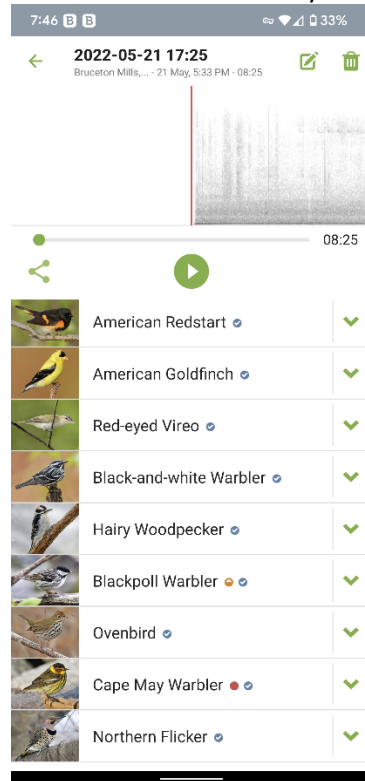 7:46 B B 33%
2022-05-21 17:25
Bruceton Mills,... - 21 May, 5:33 PM - 08:25
08:25
American Redstart
American Goldfinch
Red-eyed Vireo
Black-and-white Warbler
Hairy Woodpecker
Blackpoll Warbler
Ovenbird
Cape May Warbler
Northern Flicker